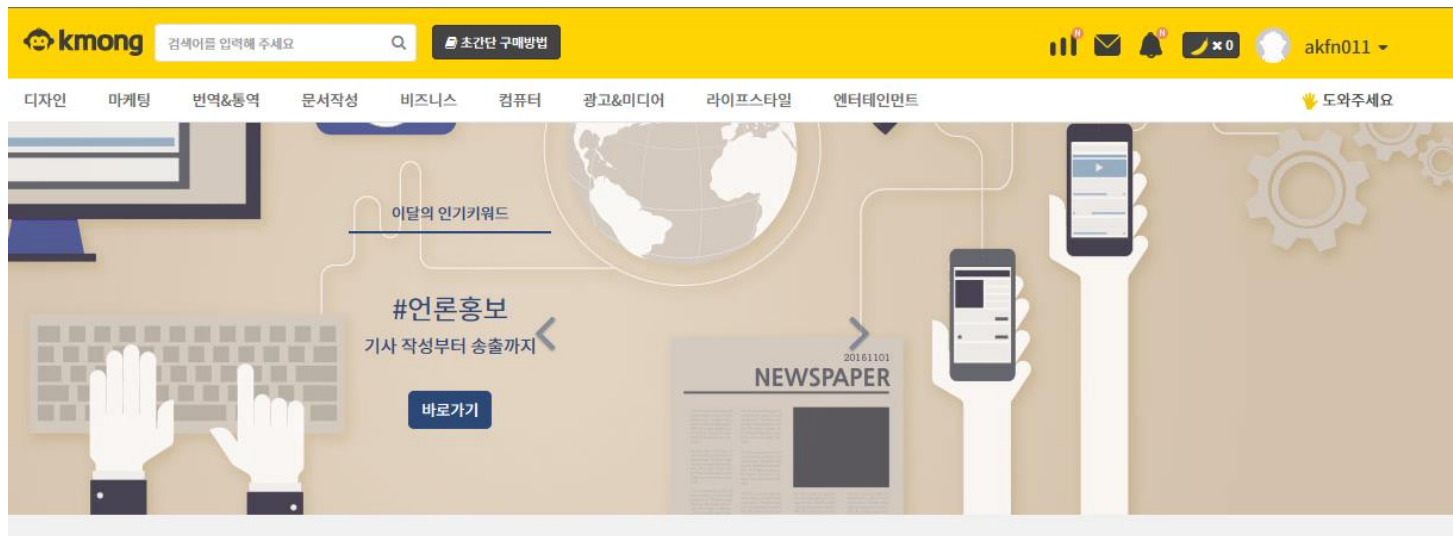 kmong
검색어를 입력해 주세요
초간단 구매방법
N
N
×0
akfn011
디자인 마케팅 번역&통역 문서작성 비즈니스 컴퓨터 광고&미디어 라이프스타일 엔터테인먼트
도와주세요
이달의 인기키워드
#언론홍보
기사 작성부터 송출까지
바로가기
20161101
NEWSPAPER